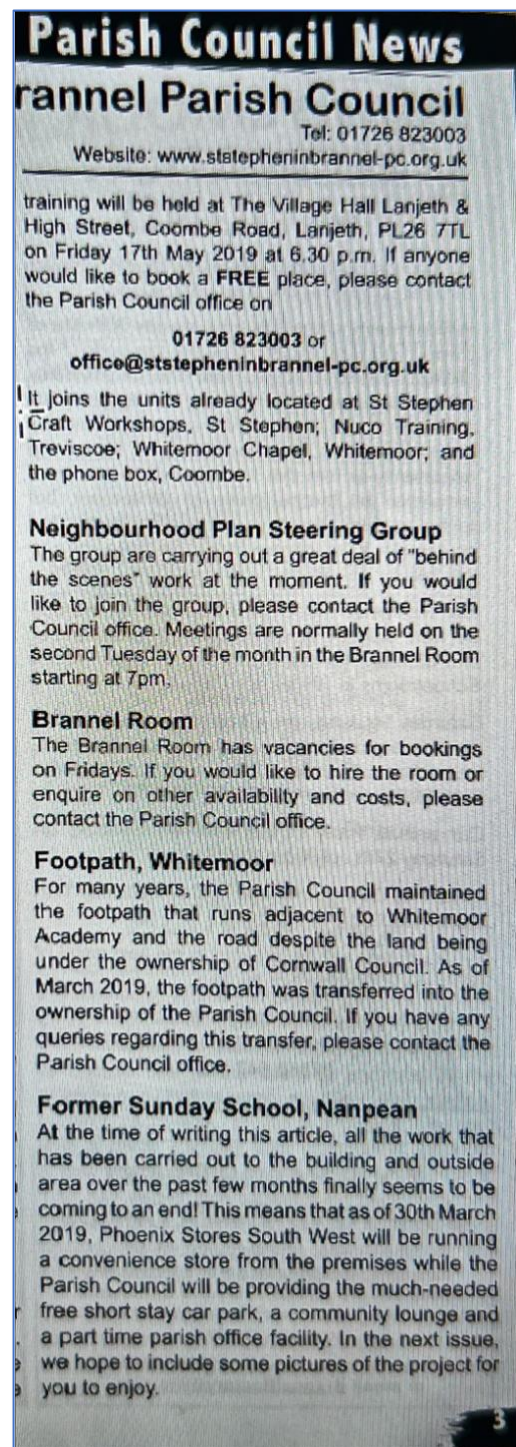 Parish Council News
rannel Parish Council
Tel: 01726 823003
Website: www.ststepheninbrannel-pc.org.uk
training will be held at The Village Hall Lanjeth &
High Street, Coombe Road, Lanjeth, PL26 7TL
on Friday 17th May 2019 at 6.30 p.m. If anyone
would like to book a FREE place, please contact
the Parish Council office on
01726 823003 or
office@ststepheninbrannel-pc.org.uk
It joins the units already located at St Stephen
Craft Workshops, St Stephen; Nuco Training,
Treviscoe; Whitemoor Chapel, Whitemoor; and
the phone box, Coombe.
Neighbourhood Plan Steering Group
The group are carrying out a great deal of "behind
the scenes" work at the moment. If you would
like to join the group, please contact the Parish
Council office. Meetings are normally held on the
second Tuesday of the month in the Brannel Room
starting at 7pm.
Brannel Room
The Brannel Room has vacancies for bookings
on Fridays. If you would like to hire the room or
enquire on other availability and costs, please
contact the Parish Council office.
Footpath, Whitemoor
For many years, the Parish Council maintained
the footpath that runs adjacent to Whitemoor
Academy and the road despite the land being
under the ownership of Cornwall Council. As of
March 2019, the footpath was transferred into the
ownership of the Parish Council. If you have any
queries regarding this transfer, please contact the
Parish Council office.
Former Sunday School, Nanpean
At the time of writing this article, all the work that
has been carried out to the building and outside
area over the past few months finally seems to be
coming to an end! This means that as of 30th March
2019, Phoenix Stores South West will be running
a convenience store from the premises while the
Parish Council will be providing the much-needed
free short stay car park, a community lounge and
a part time parish office facility. In the next issue,
we hope to include some pictures of the project for
you to enjoy.
3